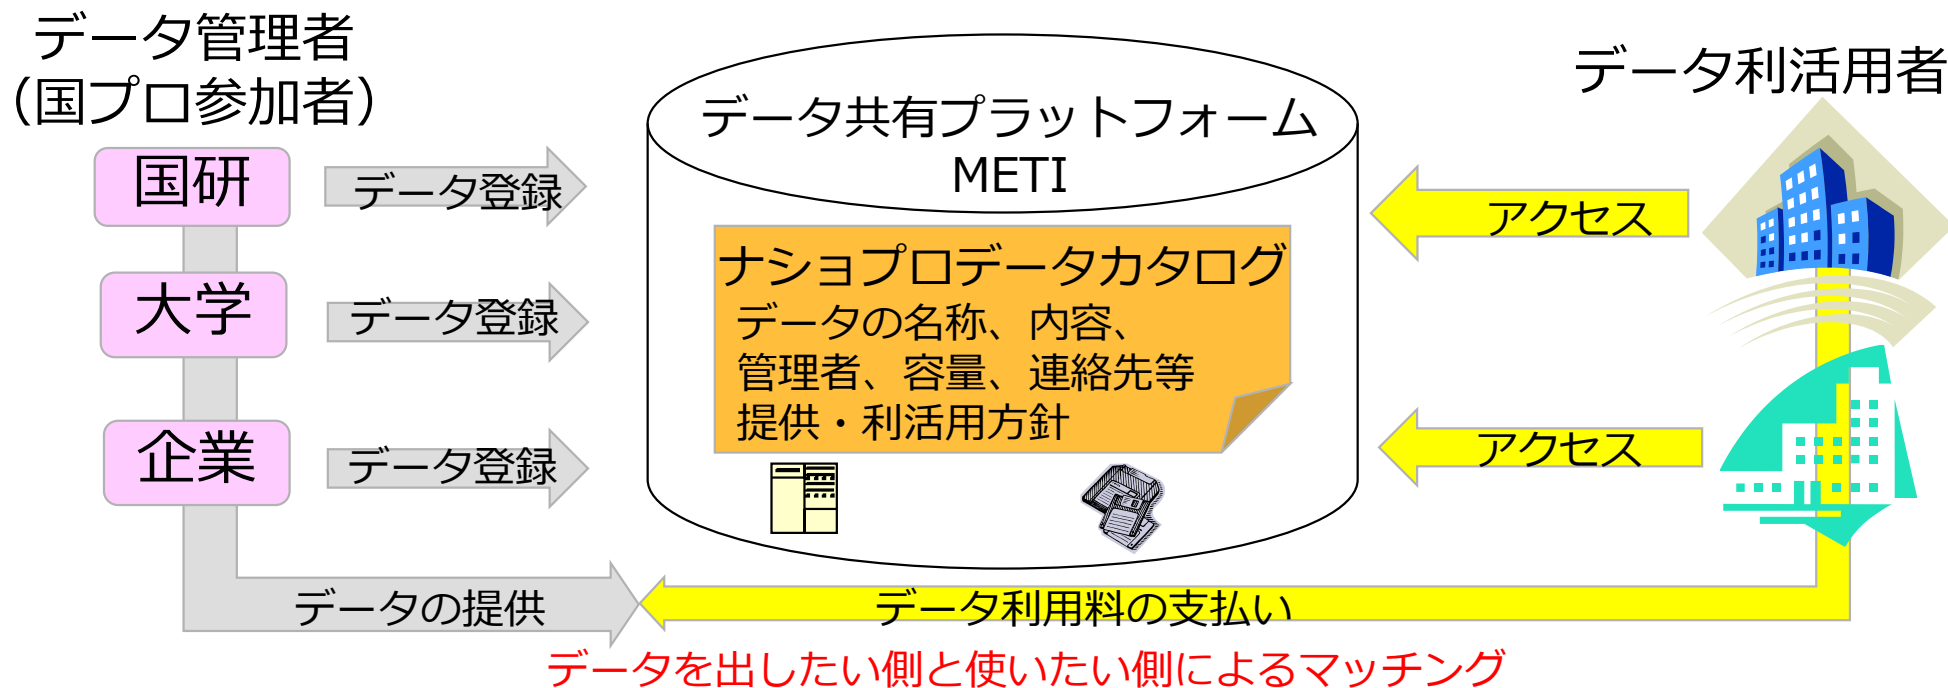 データ管理者
（国プロ参加者）
国研
大学
企業
データ登録
データ登録
データ登録
データ共有プラットフォーム
METI
ナショプロデータカタログ
データの名称、内容、
管理者、容量、連絡先等
提供・利活用方針
データ利活用者
アクセス
アクセス
データの提供
データ利用料の支払い
データを出したい側と使いたい側によるマッチング